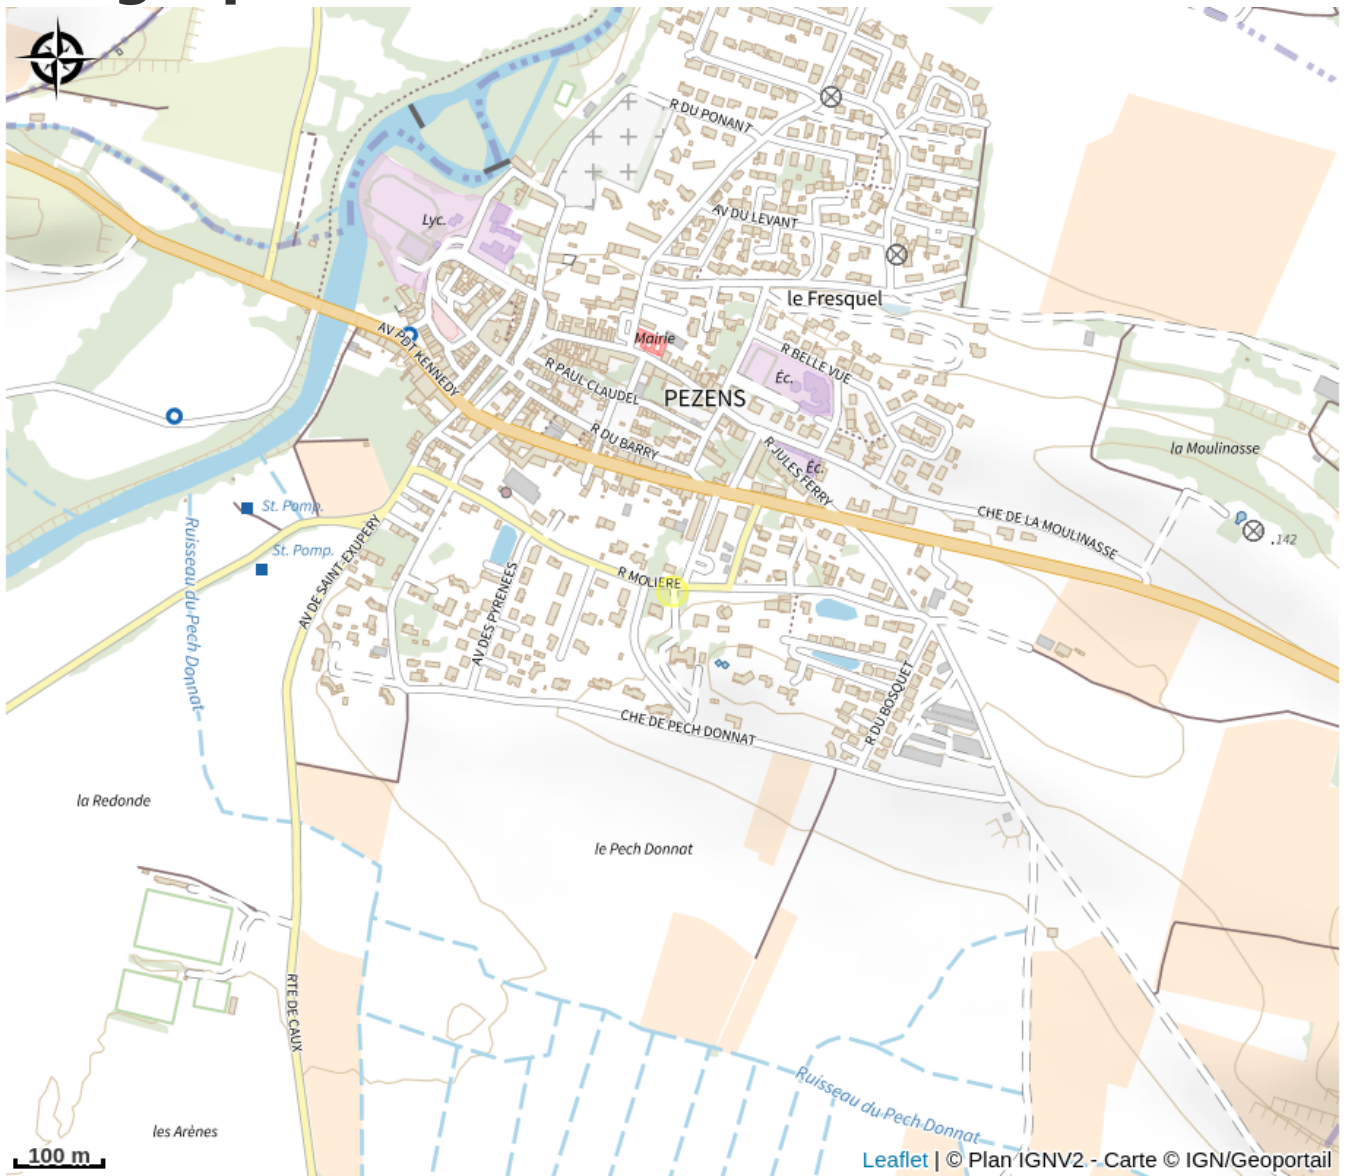 R DU PONANT
Lyc.
AV DU LEVANT
le Fresquel
AV PDT KENNEDY
Mairie
R BELLE VUE
R PAUL CLAUDEL
Éc.
PEZENS
R DU BARRY
R JULES FERRY
Éc.
la Moulinasse
St. Pomp.
CHE DE LA MOULINASSE
.142
St. Pomp.
AV DE SAINT-EXUPÉRY
Ruisseau du Pech Donnat
R MOLIERE
AV DES PYRENEES
R DU BOSQUET
CHE DE PECH DONNAT
la Redonde
le Pech Donnat
RTE DE CAUX
Ruisseau du Pech Donnat
les Arènes
100 m
Leaflet | © Plan IGNV2 - Carte © IGN/Geoportail